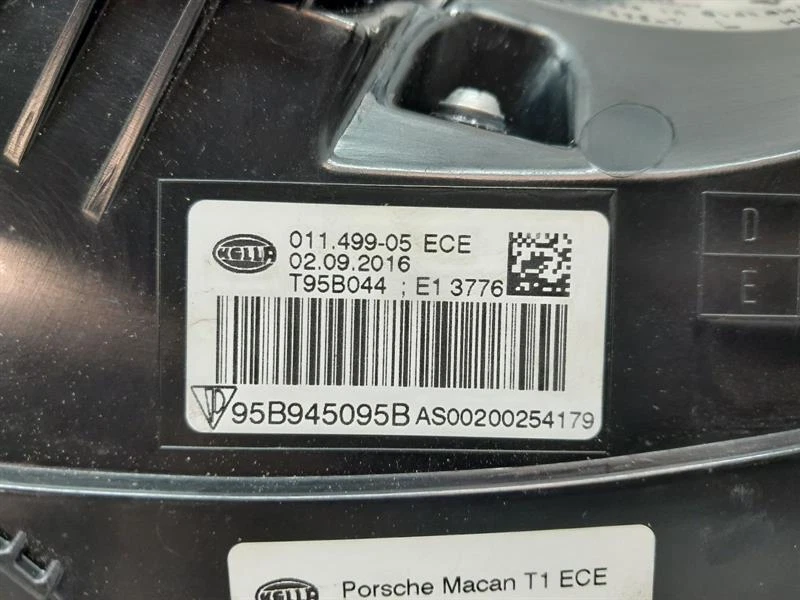 HELLA
011.499-05 ECE
02.09.2016
T95B044 ; E1 3776
95B945095B AS00200254179
D
E
HELLA
Porsche Macan T1 ECE